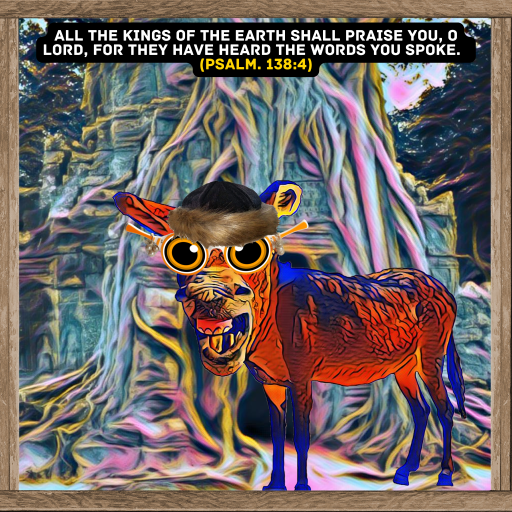 ALL THE KINGS OF THE EARTH SHALL PRAISE YOU, O
LORD, FOR THEY HAVE HEARD THE WORDS YOU SPOKE.
(PSALM. 138:4)